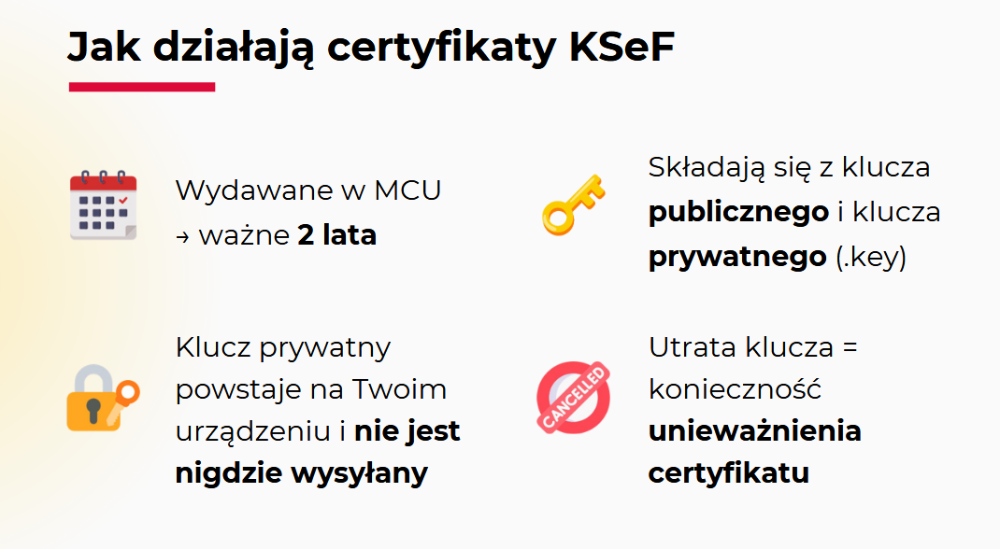 Jak działają certyfikaty KSeF
Wydawane w MCU
→ ważne 2 lata
Składają się z klucza
publicznego i klucza
prywatnego (.key)
Klucz prywatny
powstaje na Twoim
urządzeniu i nie jest
nigdzie wysyłany
CANCELLED
Utrata klucza =
konieczność
unieważnienia
certyfikatu